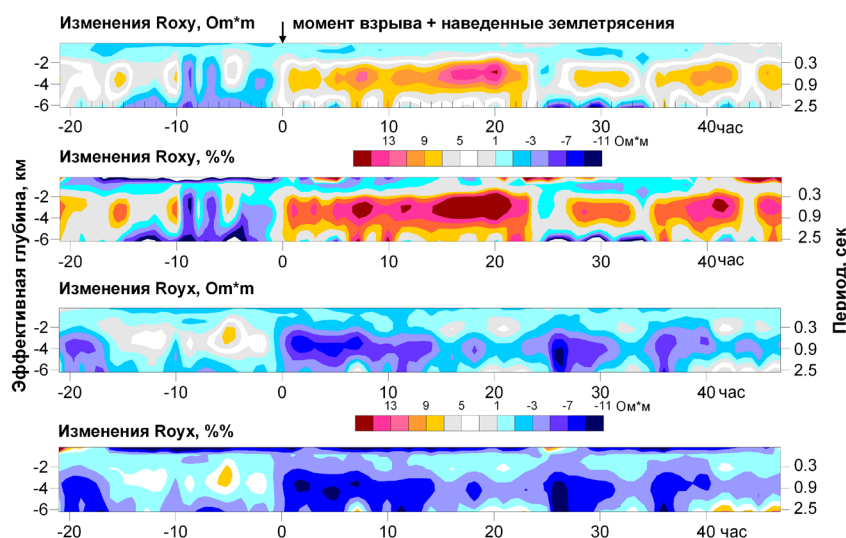 Изменения Roxy, Om*m
момент взрыва + наведенные землетрясения
-2
-4
-6
0.3
0.9
2.5
-20 -10 0 10 20 30 40 час
Изменения Roxy, %%
13 9 5 1 -3 -7 -11 Ом*м
-2
-4
-6
0.3
0.9
2.5
-20 -10 0 10 20 30 40 час
Эффективная глубина, км
Период, сек
Изменения Royx, Om*m
-2
-4
-6
0.3
0.9
2.5
-20 -10 0 10 20 30 40 час
13 9 5 1 -3 -7 -11 Ом*м
Изменения Royx, %%
-2
-4
-6
0.3
0.9
2.5
-20 -10 0 10 20 30 40 час